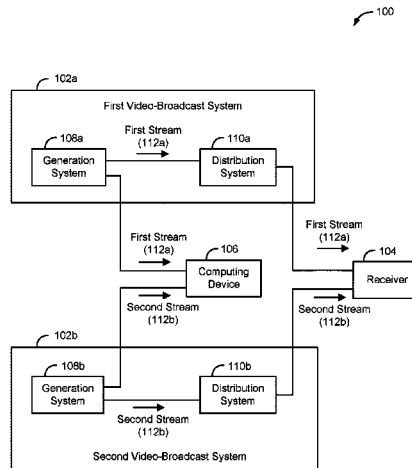 100
102a
First Video-Broadcast System
108a
First Stream
(112a)
110a
Generation
System
Distribution
System
First Stream
(112a)
106
First Stream
(112a)
104
Computing
Device
Receiver
Second Stream
(112b)
Second Stream
(112b)
102b
108b
110b
Generation
System
Distribution
System
Second Stream
(112b)
Second Video-Broadcast System